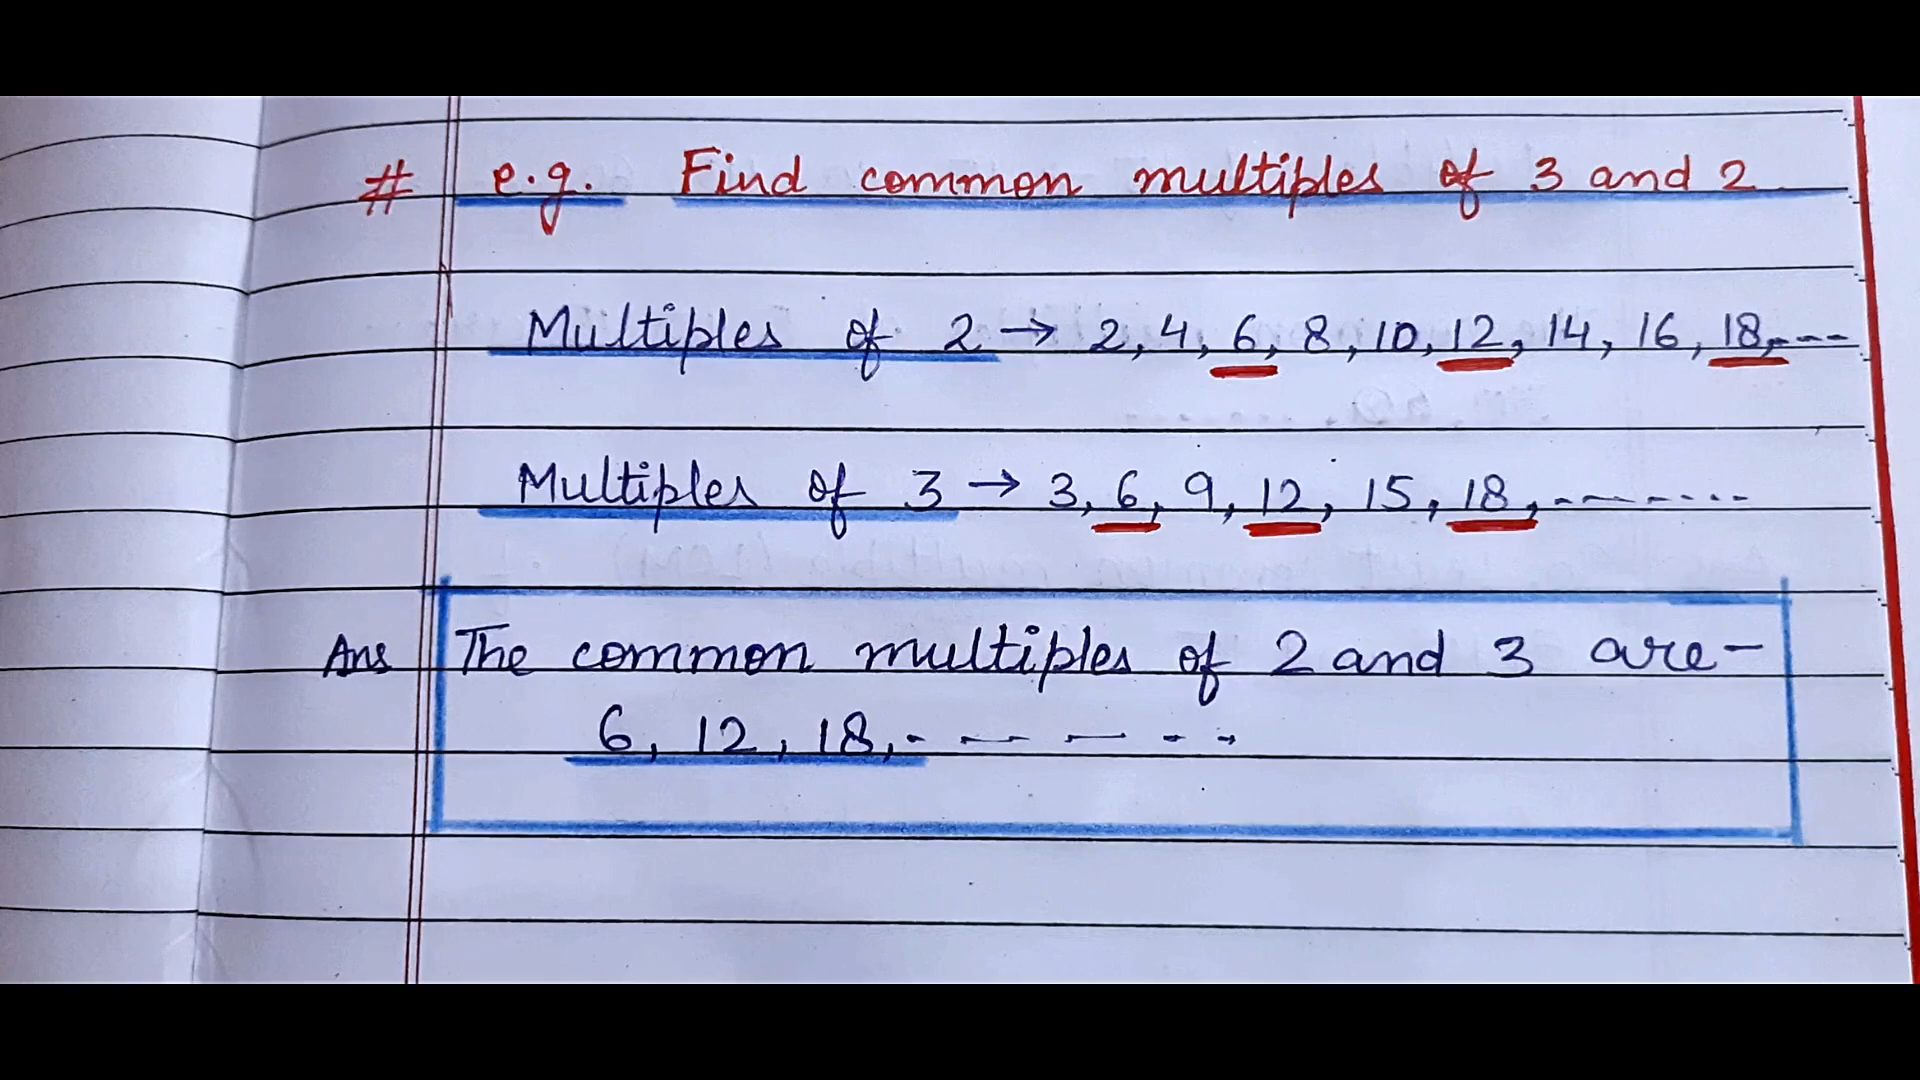 # e.g. Find common multiples of 3 and 2
Multiples of 2 → 2, 4, 6, 8, 10, 12, 14, 16, 18,---
Multiples of 3 → 3, 6, 9, 12, 15, 18, --------
Ans The common multiples of 2 and 3 are-
6, 12, 18, - - - - -